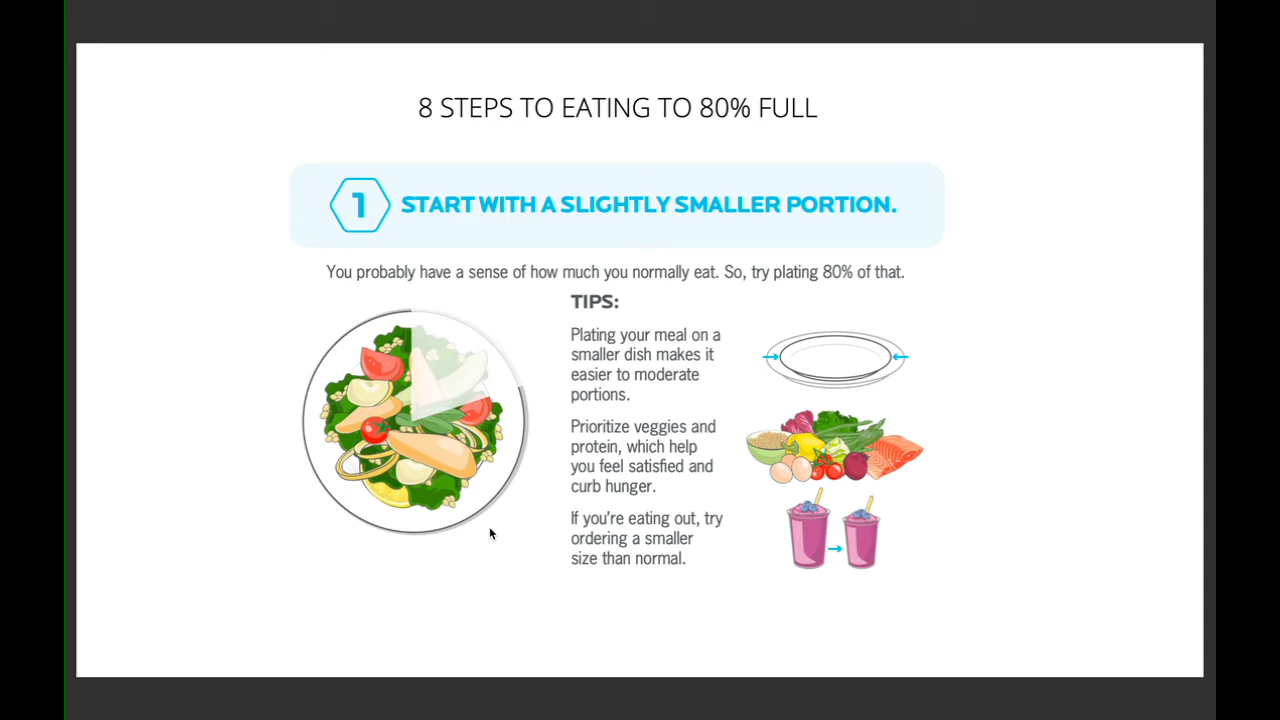 8 STEPS TO EATING TO 80% FULL
1 START WITH A SLIGHTLY SMALLER PORTION.
You probably have a sense of how much you normally eat. So, try plating 80% of that.
TIPS:
Plating your meal on a
smaller dish makes it
easier to moderate
portions.
Prioritize veggies and
protein, which help
you feel satisfied and
curb hunger.
If you’re eating out, try
ordering a smaller
size than normal.